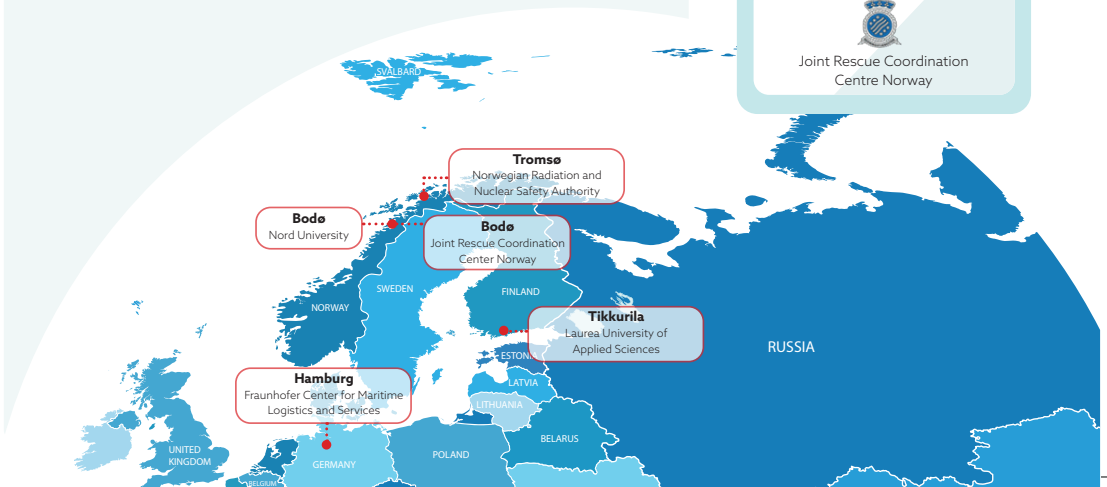 Joint Rescue Coordination
Centre Norway
SVALBARD
Tromsø
Norwegian Radiation and
Nuclear Safety Authority
Bodø
Nord University
Bodø
Joint Rescue Coordination
Center Norway
SWEDEN
FINLAND
NORWAY
Tikkurila
Laurea University of
Applied Sciences
RUSSIA
ESTONIA
Hamburg
Fraunhofer Center for Maritime
Logistics and Services
LATVIA
LITHUANIA
BELARUS
UNITED
KINGDOM
POLAND
GERMANY
BELGIUM